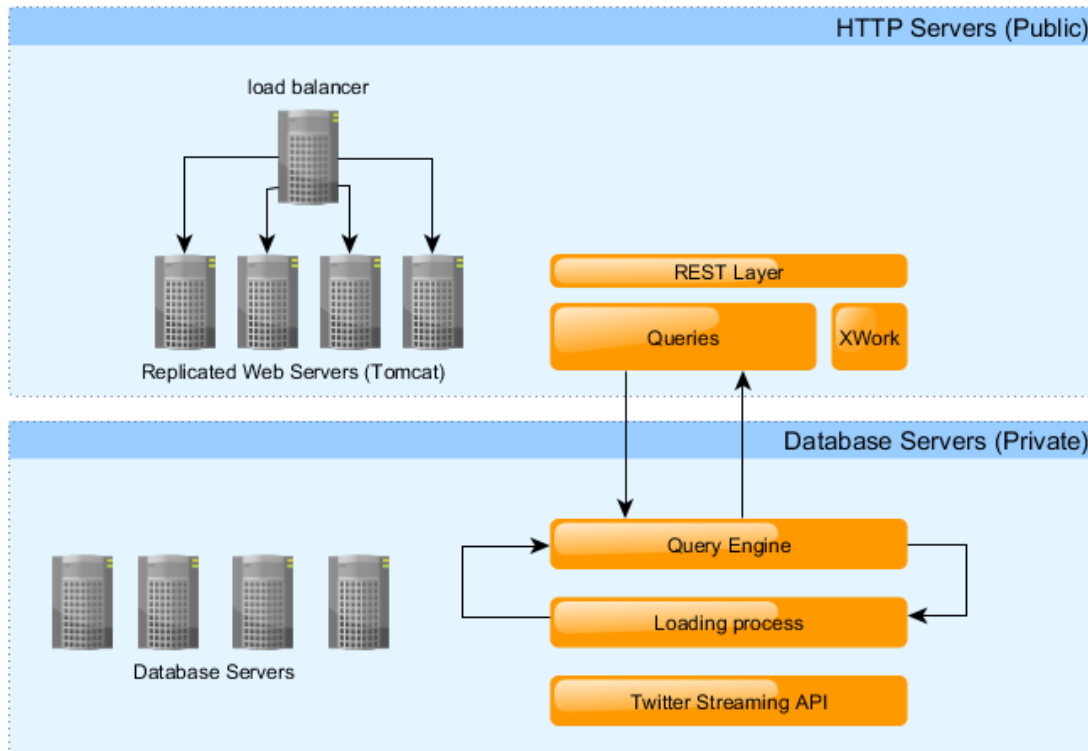 HTTP Servers (Public)
load balancer
Replicated Web Servers (Tomcat)
REST Layer
Queries
XWork
Database Servers (Private)
Database Servers
Query Engine
Loading process
Twitter Streaming API